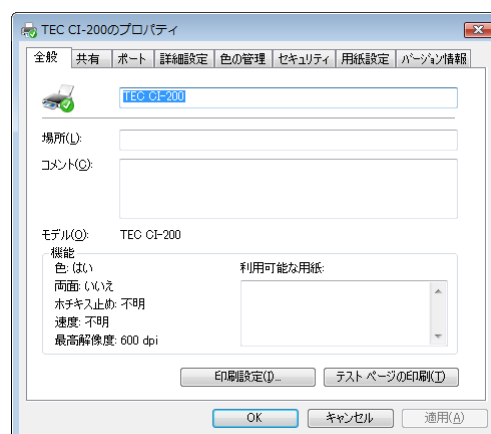 TEC CI-200のプロパティ
全般 共有 ポート 詳細設定 色の管理 セキュリティ 用紙設定 バージョン情報
TEC CI-200
場所(L):
コメント(C):
モデル(O): TEC CI-200
機能
色: はい 利用可能な用紙:
両面: いいえ
ホチキス止め: 不明
速度: 不明
最高解像度: 600 dpi
印刷設定(I)... テスト ページの印刷(T)
OK キャンセル 適用(A)